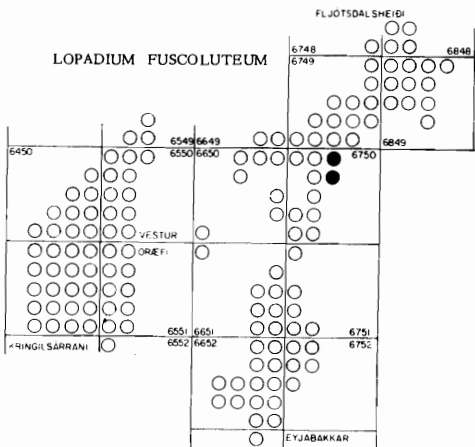 FLJÓTSDALSHEIÐI
LOPADIUM FUSCOLUTEUM
6748 6848
6749
6549 6649
6450 6550 6650 6750 6849
VESTUR
ÖRÆFI
6551 6651 6751
KRINGILSÁRRANI 6552 6652 6752
EYJABAKKAR